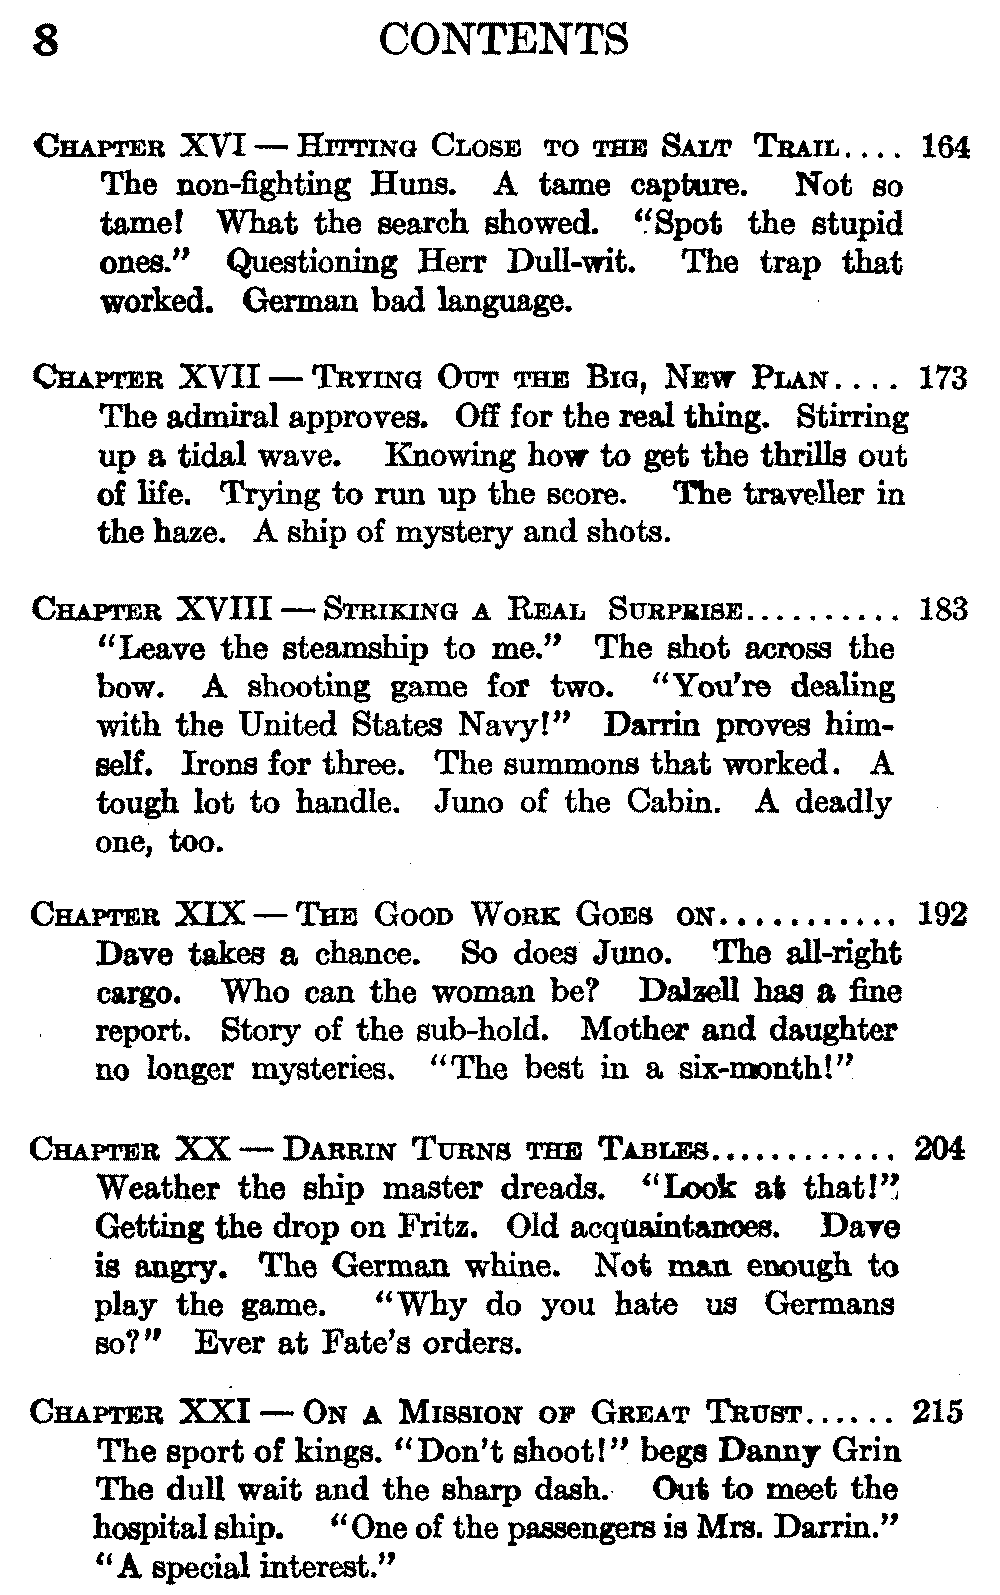 8 CONTENTS
CHAPTER XVI — HITTING CLOSE TO THE SALT TRAIL.... 164
The non-fighting Huns. A tame capture. Not so
tame! What the search showed. "Spot the stupid
ones." Questioning Herr Dull-wit. The trap that
worked. German bad language.
CHAPTER XVII — TRYING OUT THE BIG, NEW PLAN.... 173
The admiral approves. Off for the real thing. Stirring
up a tidal wave. Knowing how to get the thrills out
of life. Trying to run up the score. The traveller in
the haze. A ship of mystery and shots.
CHAPTER XVIII — STRIKING A REAL SURPRISE.......... 183
"Leave the steamship to me." The shot across the
bow. A shooting game for two. "You're dealing
with the United States Navy!" Darrin proves him-
self. Irons for three. The summons that worked. A
tough lot to handle. Juno of the Cabin. A deadly
one, too.
CHAPTER XIX — THE GOOD WORK GOES ON........... 192
Dave takes a chance. So does Juno. The all-right
cargo. Who can the woman be? Dalzell has a fine
report. Story of the sub-hold. Mother and daughter
no longer mysteries. "The best in a six-month!"
CHAPTER XX — DARRIN TURNS THE TABLES............ 204
Weather the ship master dreads. "Look at that!"
Getting the drop on Fritz. Old acquaintances. Dave
is angry. The German whine. Not man enough to
play the game. "Why do you hate us Germans
so?" Ever at Fate's orders.
CHAPTER XXI — ON A MISSION OF GREAT TRUST...... 215
The sport of kings. "Don't shoot!" begs Danny Grin
The dull wait and the sharp dash. Out to meet the
hospital ship. "One of the passengers is Mrs. Darrin."
"A special interest."